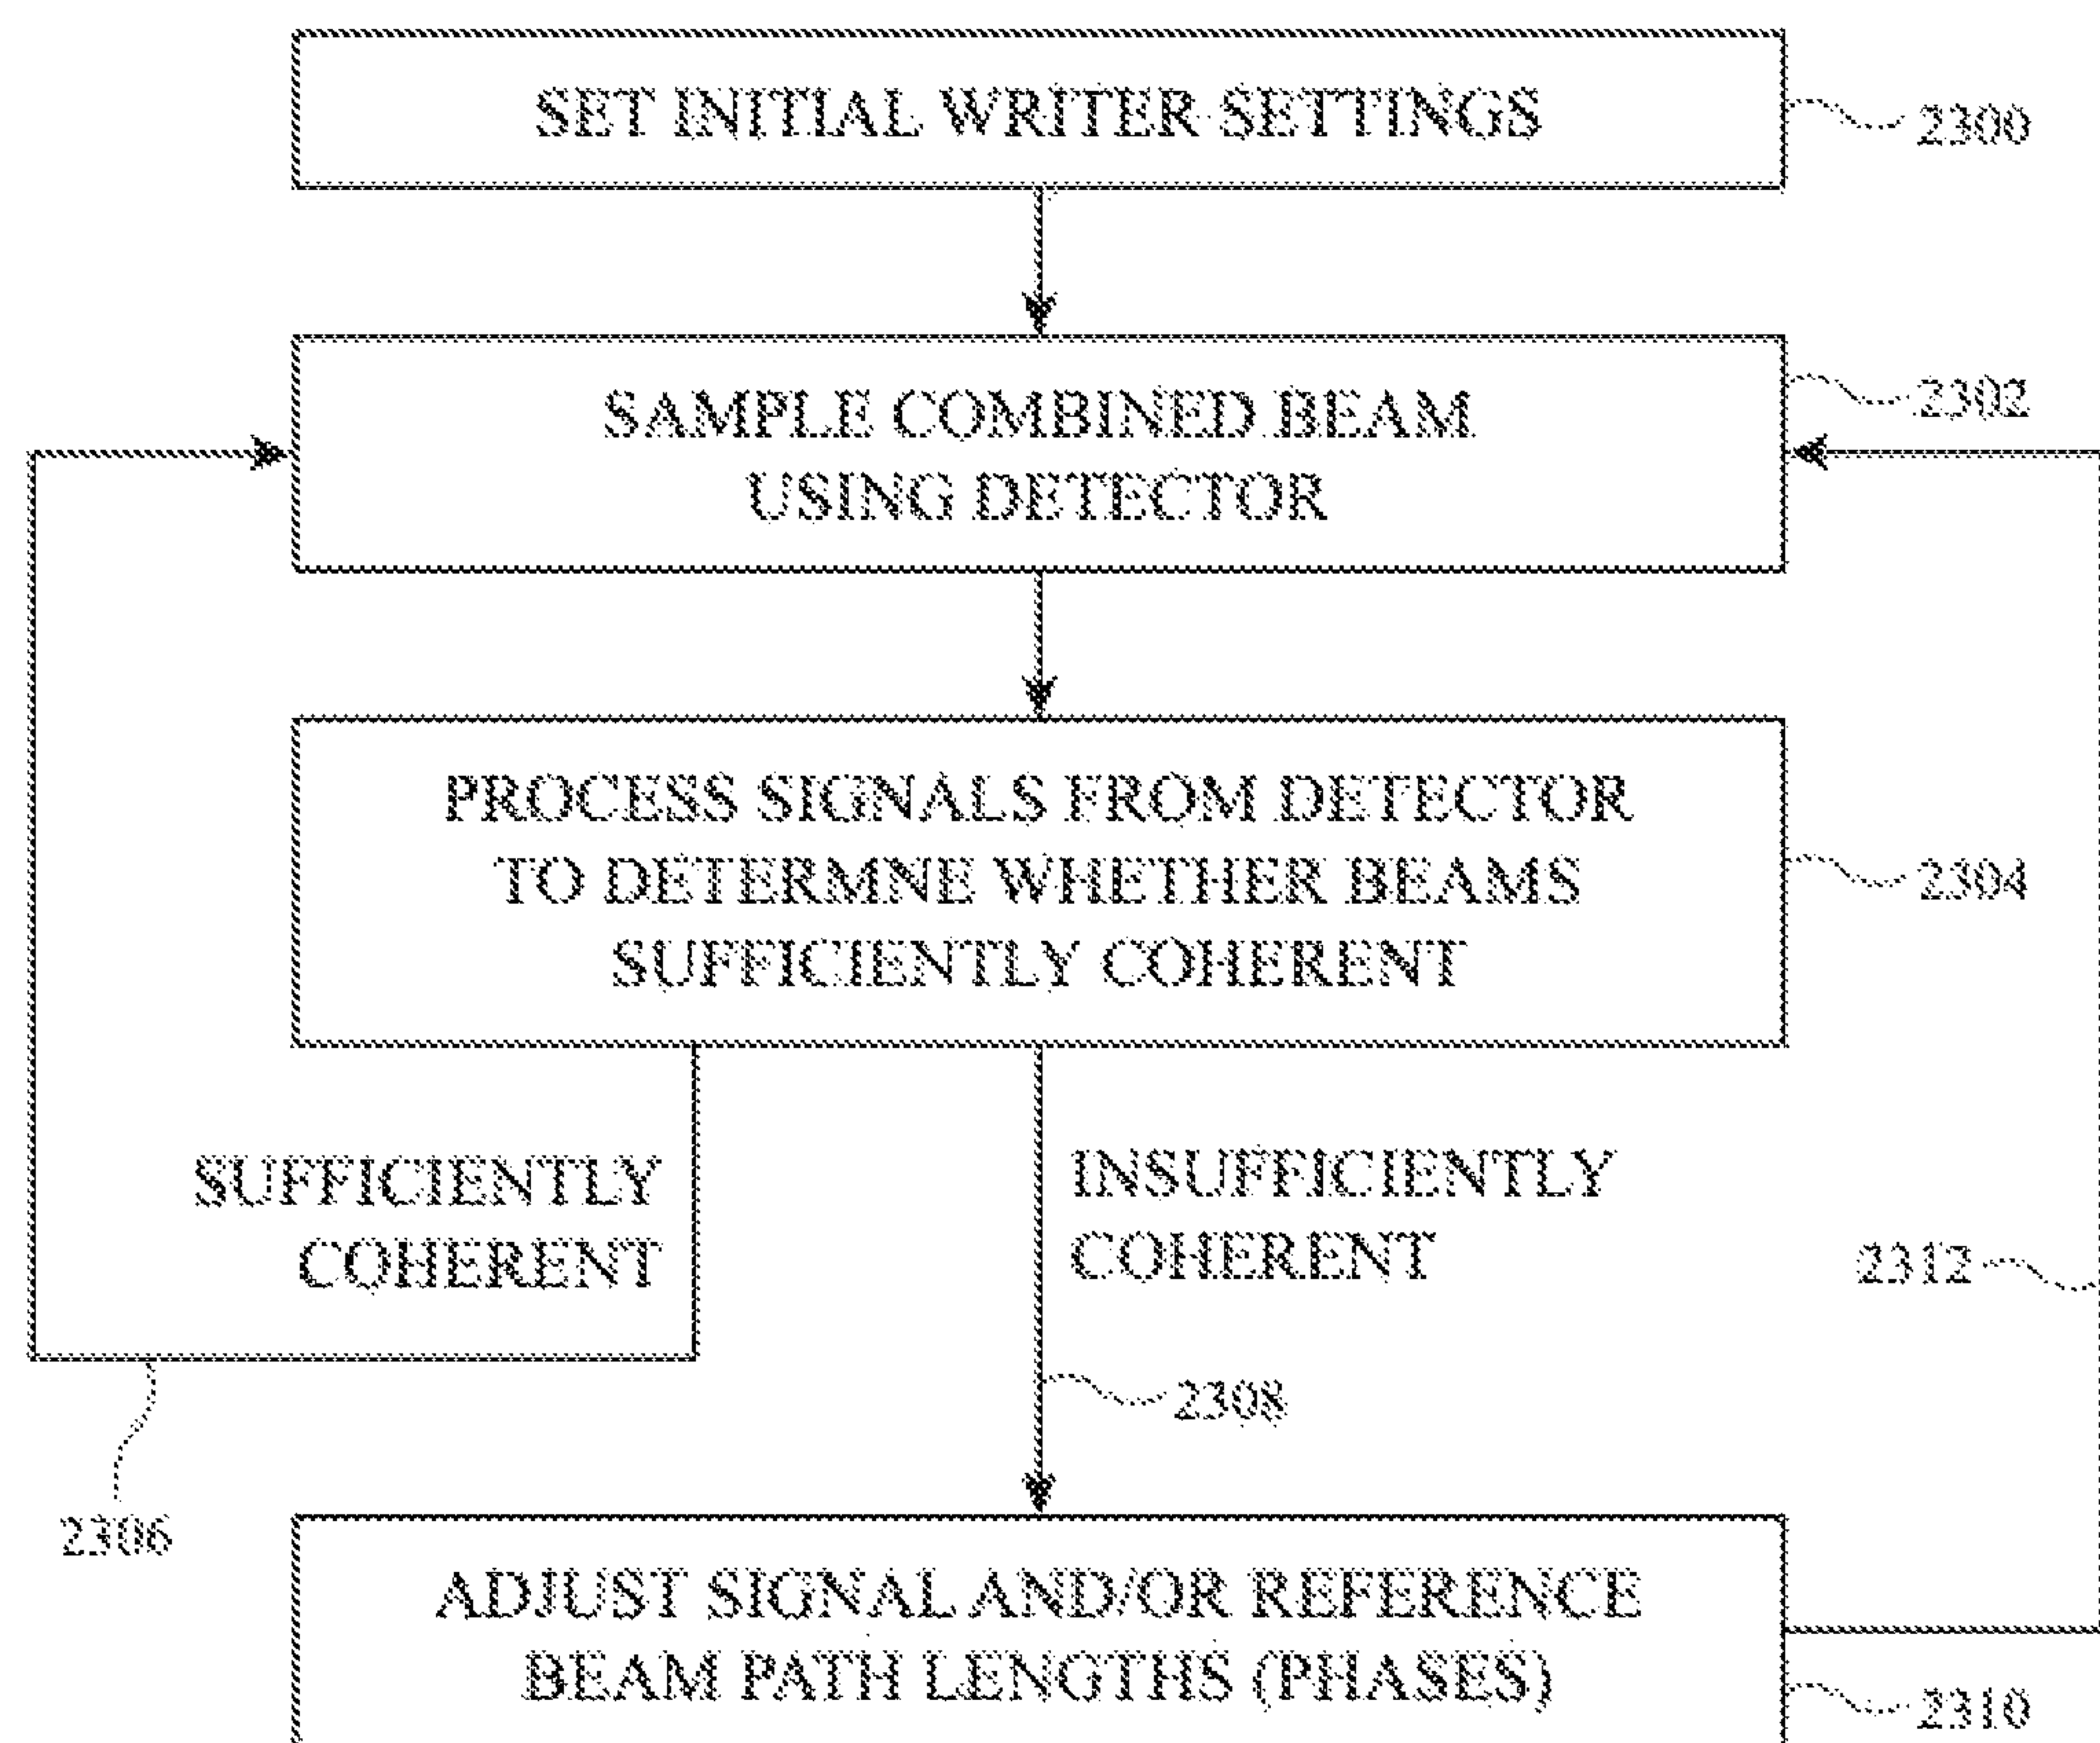 SET INITIAL WRITER SETTINGS
2300
SAMPLE COMBINED BEAM
USING DETECTOR
2302
PROCESS SIGNALS FROM DETECTOR
TO DETERMNE WHETHER BEAMS
SUFFICIENTLY COHERENT
2304
SUFFICIENTLY
COHERENT
INSUFFICIENTLY
COHERENT
2312
2308
2306
ADJUST SIGNAL AND/OR REFERENCE
BEAM PATH LENGTHS (PHASES)
2310